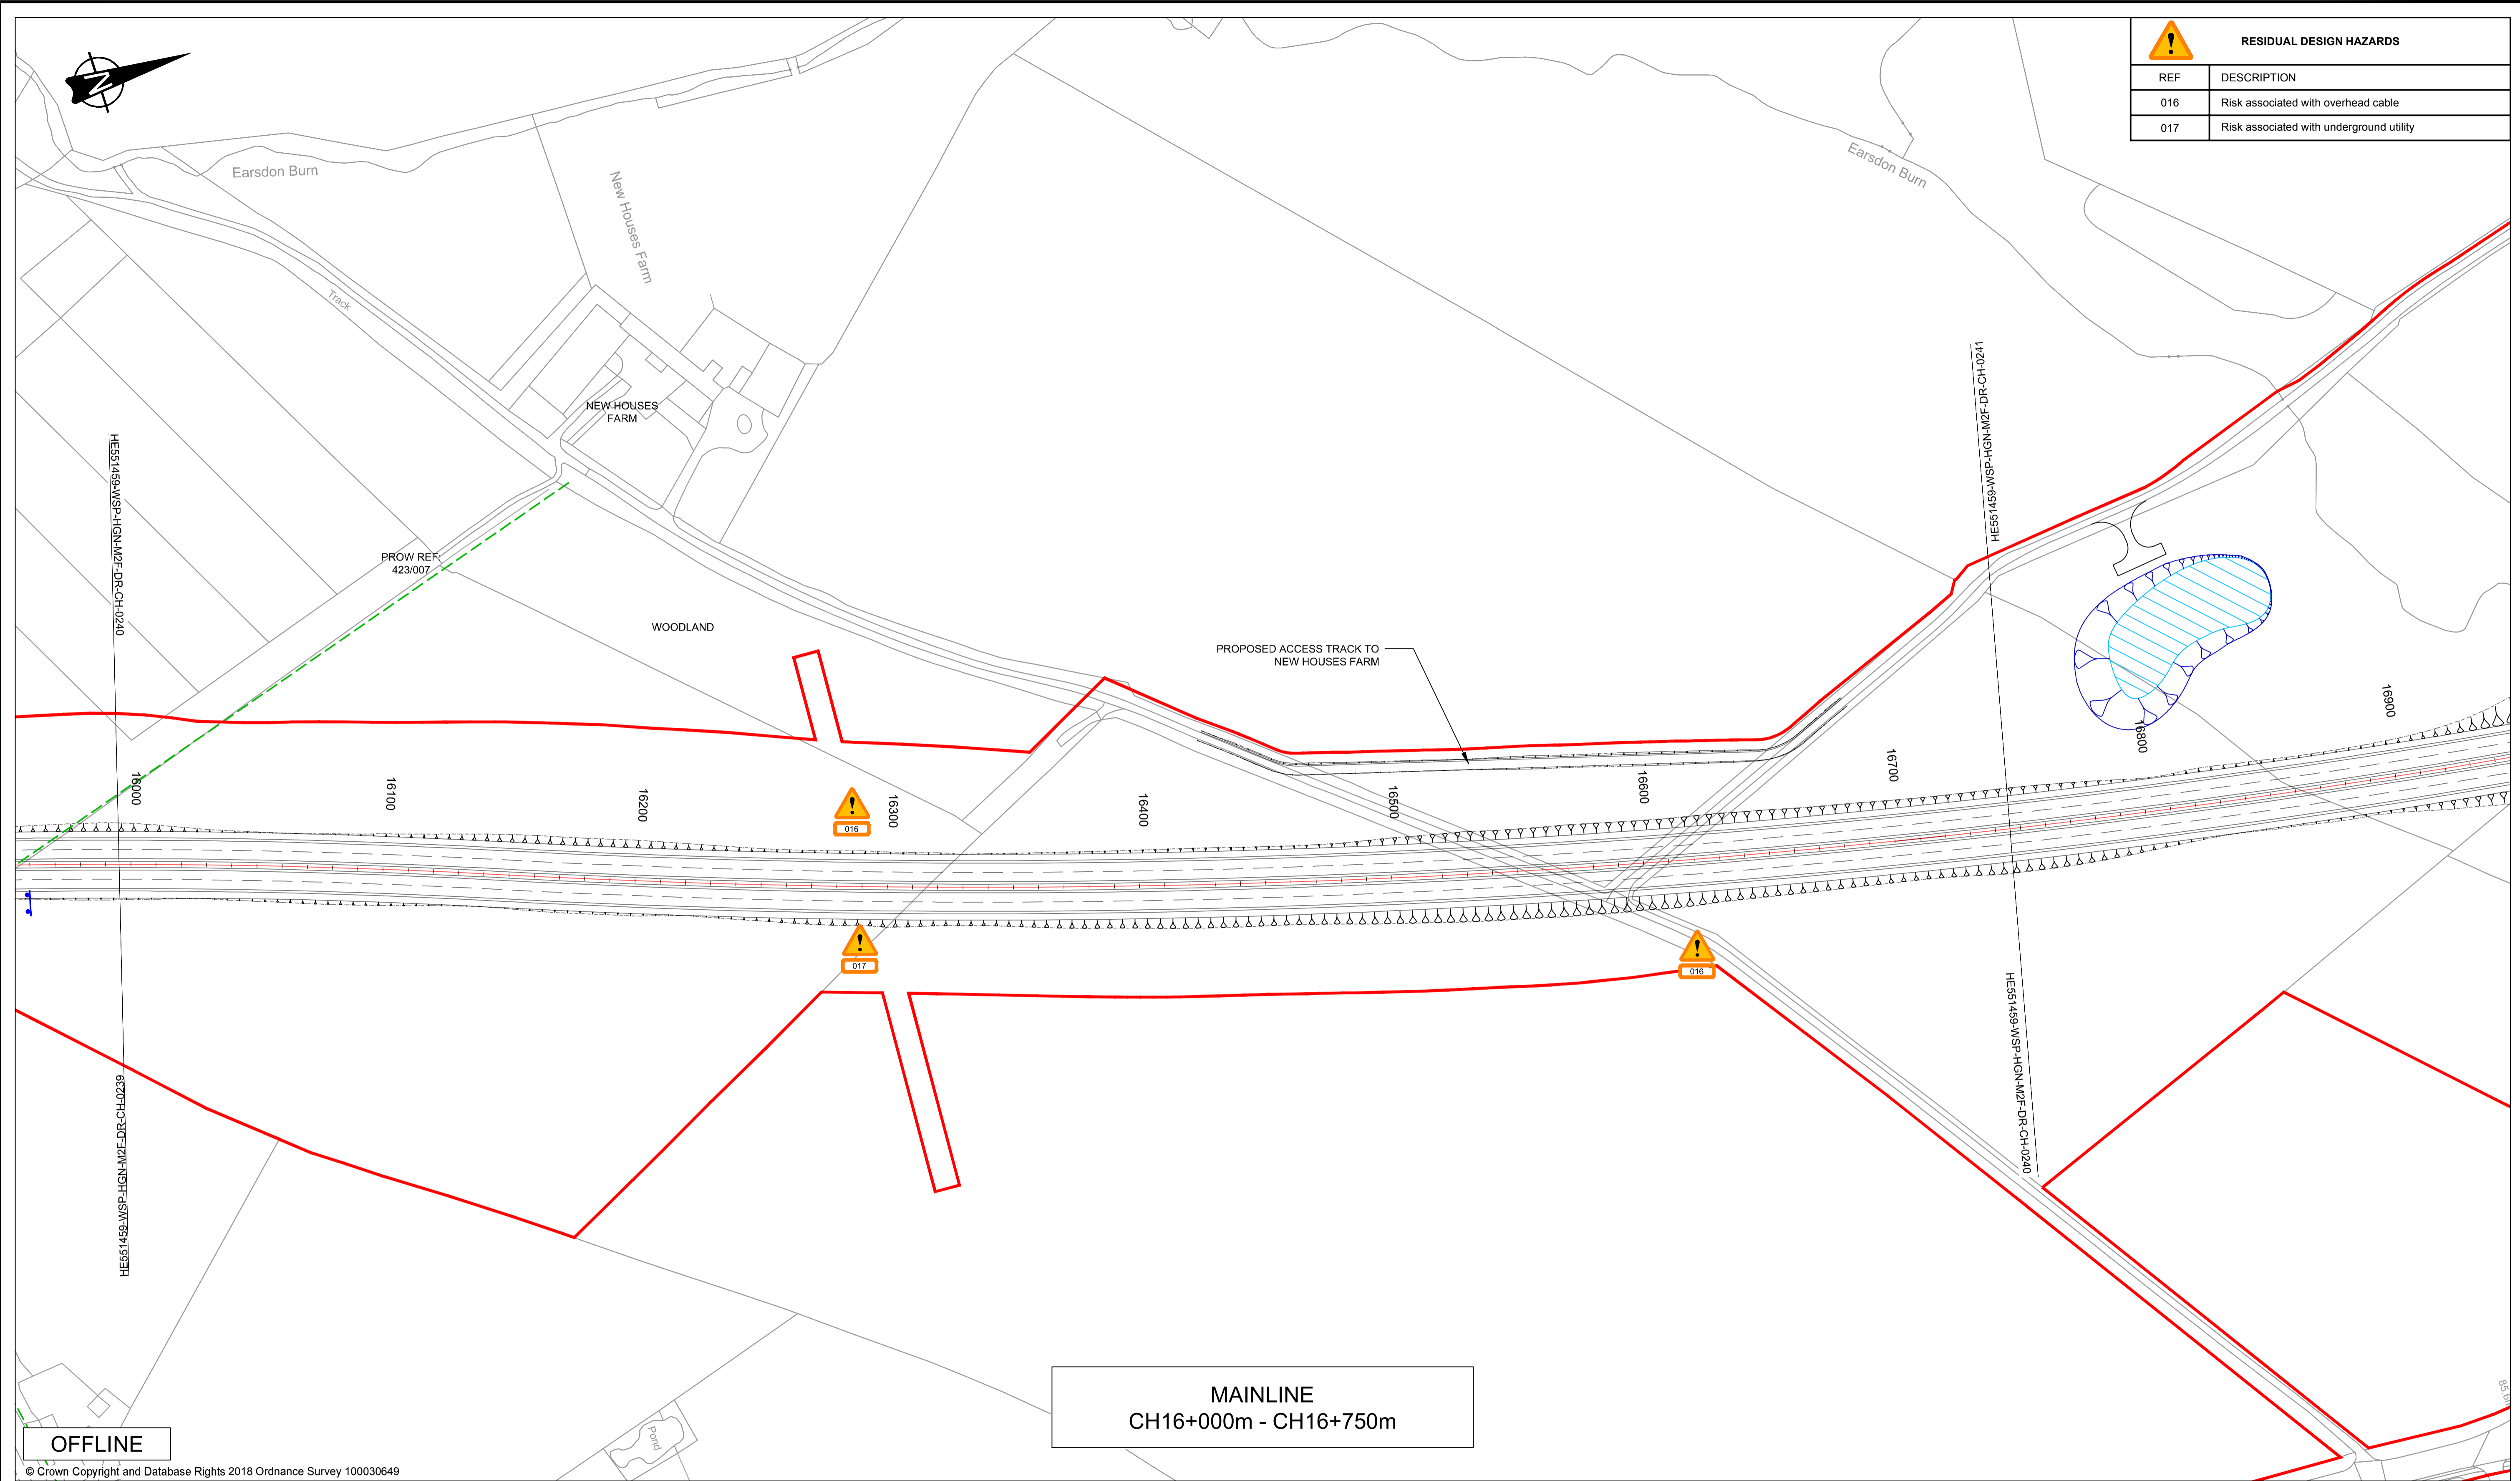 N
RESIDUAL DESIGN HAZARDS
REF DESCRIPTION
016 Risk associated with overhead cable
017 Risk associated with underground utility
Earsdon Burn
New Houses Farm
Earsdon Burn
Track
NEW HOUSES
FARM
HE551459-WSP-HGN-M2F-DR-CH-0241
HE551459-WSP-HGN-M2F-DR-CH-0240
PROW REF:
423/007
WOODLAND
PROPOSED ACCESS TRACK TO
NEW HOUSES FARM
16000
16100
16200
16300
16400
16500
16600
16700
16800
16900
016
017
016
HE551459-WSP-HGN-M2F-DR-CH-0239
HE551459-WSP-HGN-M2F-DR-CH-0240
MAINLINE
CH16+000m - CH16+750m
Pond
OFFLINE
© Crown Copyright and Database Rights 2018 Ordnance Survey 100030649